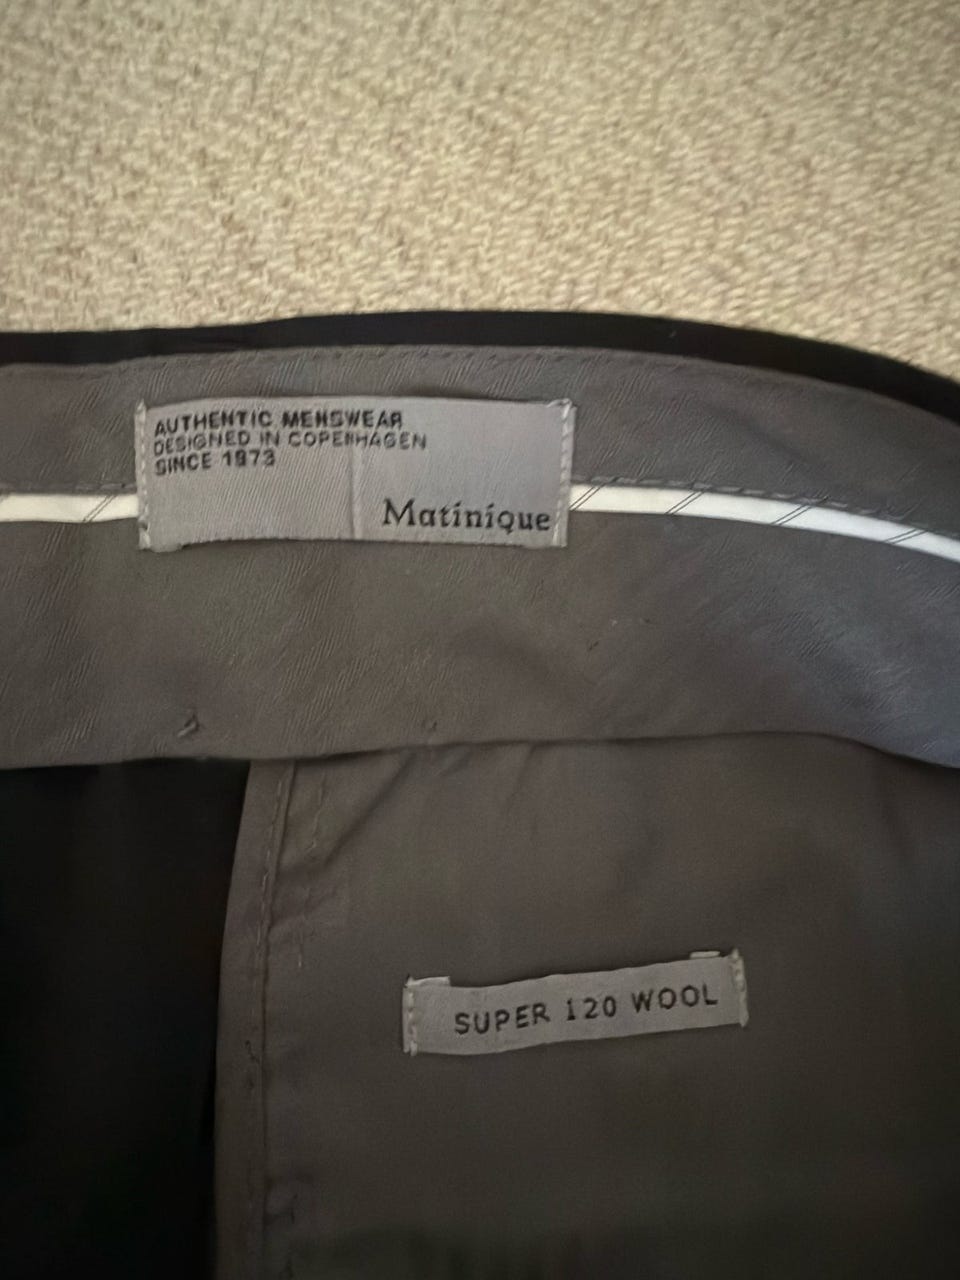 AUTHENTIC MENSWEAR
DESIGNED IN COPENHAGEN
SINCE 1973
Matinique
SUPER 120 WOOL